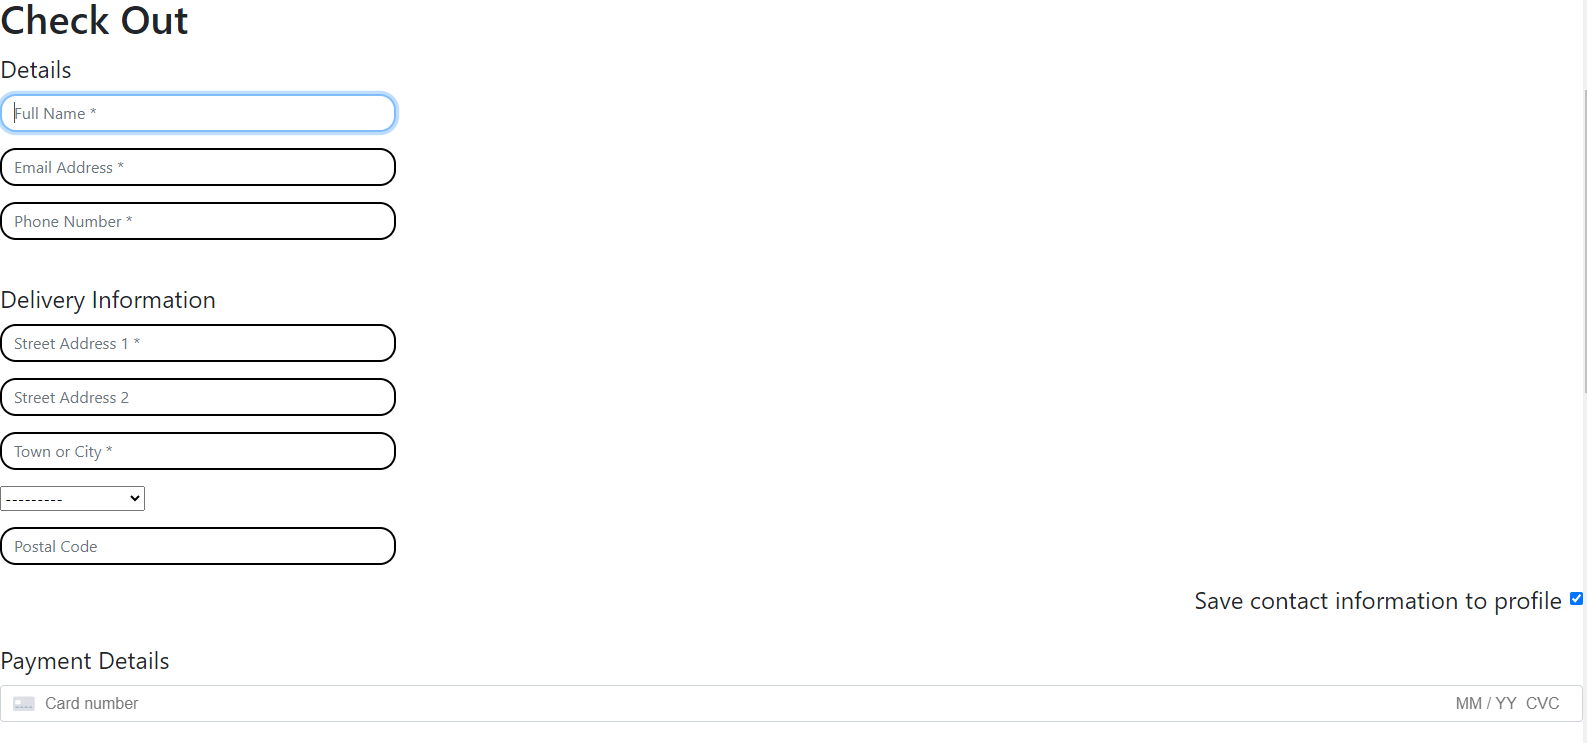 Check Out
Details
Full Name *
Email Address *
Phone Number *
Delivery Information
Street Address 1 *
Street Address 2
Town or City *
---------
Postal Code
Save contact information to profile
Payment Details
Card number MM / YY CVC